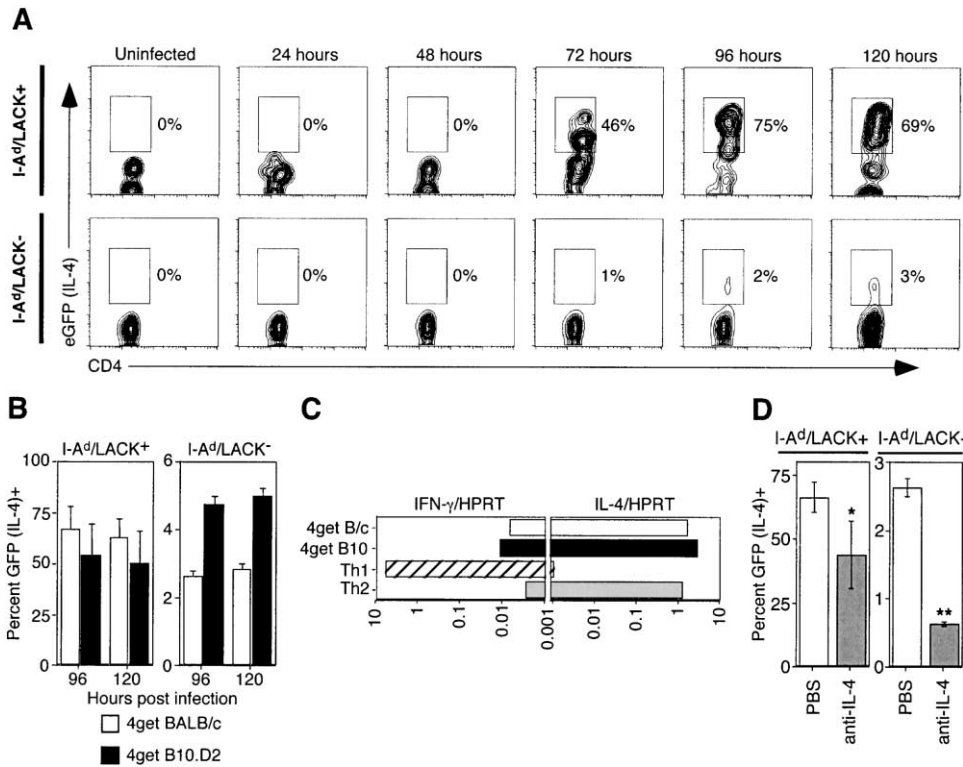 A
Uninfected 24 hours 48 hours 72 hours 96 hours 120 hours
I-Ad/LACK+
0% 0% 0% 46% 75% 69%
I-Ad/LACK-
0% 0% 0% 1% 2% 3%
eGFP (IL-4)
CD4
B
I-Ad/LACK+ I-Ad/LACK-
Percent GFP (IL-4)+
100 75 50 25 0
6 4 2 0
96 120 96 120
Hours post infection
4get BALB/c
4get B10.D2
C
IFN-γ/HPRT IL-4/HPRT
4get B/c
4get B10
Th1
Th2
10 1 0.1 0.01 0.001 0.01 0.1 1 10
D
I-Ad/LACK+ I-Ad/LACK-
Percent GFP (IL-4)+
75 50 25 0
3 2 1 0
* **
PBS anti-IL-4 PBS anti-IL-4